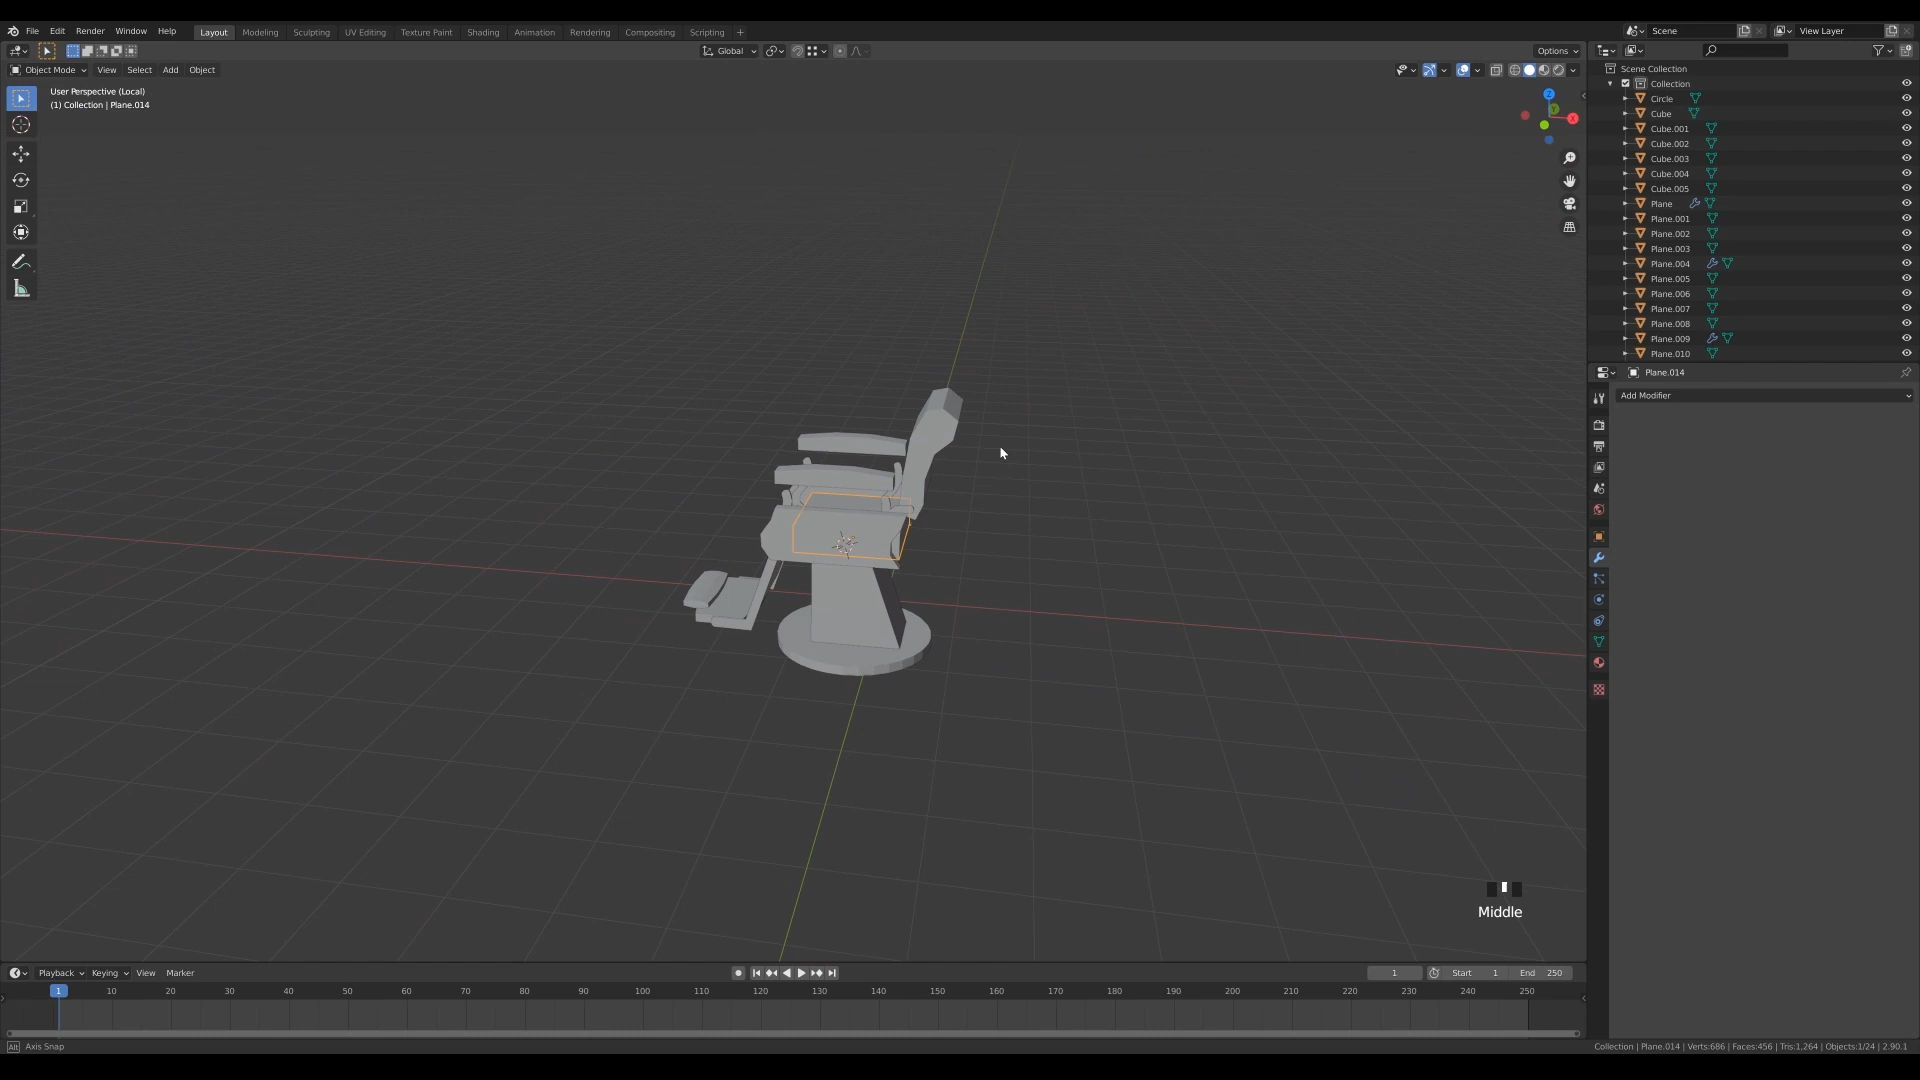 File Edit Render Window Help
Layout Modeling Sculpting UV Editing Texture Paint Shading Animation Rendering Compositing Scripting +
Scene
View Layer
Global
Options
Object Mode View Select Add Object
User Perspective (Local)
(1) Collection | Plane.014
Z
Y
X
Scene Collection
Collection
Circle
Cube
Cube.001
Cube.002
Cube.003
Cube.004
Cube.005
Plane
Plane.001
Plane.002
Plane.003
Plane.004
Plane.005
Plane.006
Plane.007
Plane.008
Plane.009
Plane.010
Plane.014
Add Modifier
Middle
Playback Keying View Marker
1 Start 1 End 250
1 10 20 30 40 50 60 70 80 90 100 110 120 130 140 150 160 170 180 190 200 210 220 230 240 250
Alt Axis Snap
Collection | Plane.014 | Verts:686 | Faces:456 | Tris:1,264 | Objects:1/24 | 2.90.1